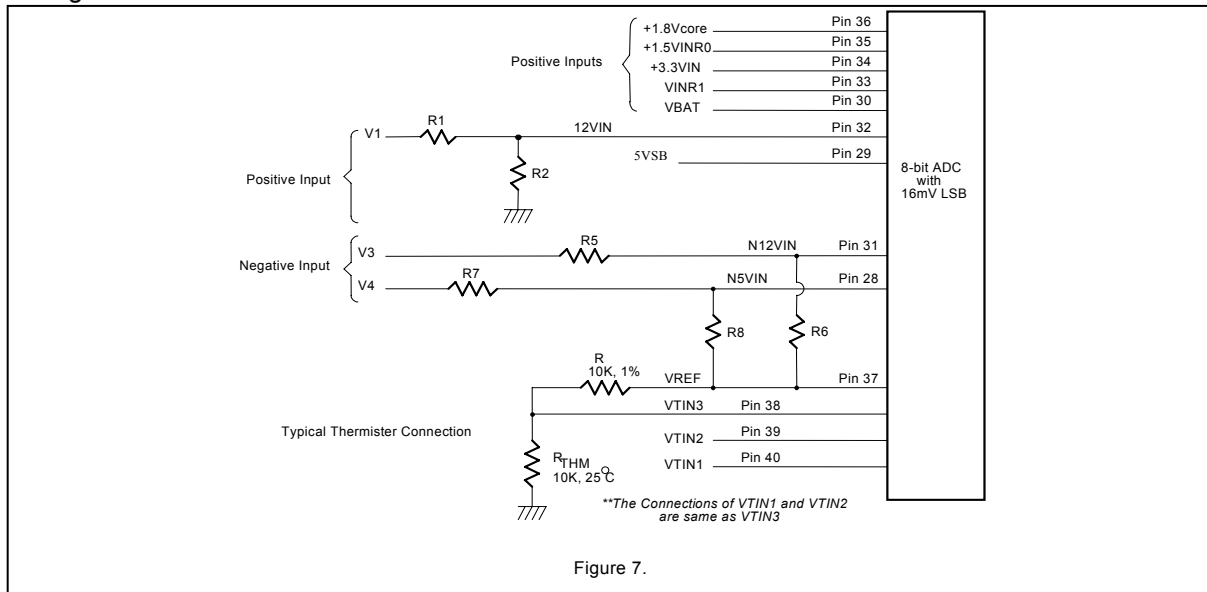 +1.8Vcore
Pin 36
+1.5VINR0
Pin 35
Positive Inputs
+3.3VIN
Pin 34
VINR1
Pin 33
VBAT
Pin 30
V1
R1
12VIN
Pin 32
5VSB
Pin 29
R2
Positive Input
8-bit ADC
with
16mV LSB
V3
R5
N12VIN
Pin 31
Negative Input
V4
R7
N5VIN
Pin 28
R8
R6
R
10K, 1%
VREF
Pin 37
VTIN3
Pin 38
Typical Thermister Connection
VTIN2
Pin 39
VTIN1
Pin 40
R THM
10K, 25°C
**The Connections of VTIN1 and VTIN2
are same as VTIN3
Figure 7.